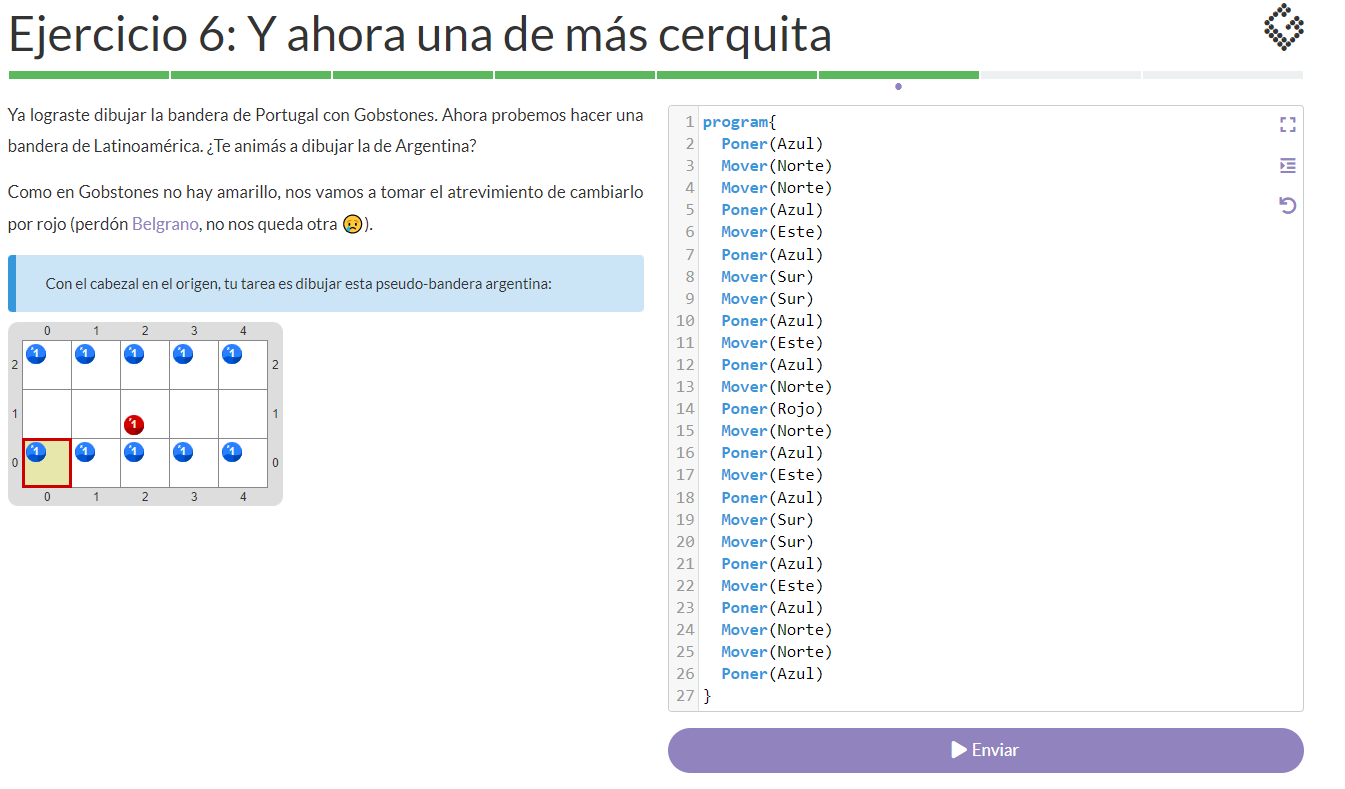 Ejercicio 6: Y ahora una de más cerquita
Ya lograste dibujar la bandera de Portugal con Gobstones. Ahora probemos hacer una
bandera de Latinoamérica. ¿Te animás a dibujar la de Argentina?
Como en Gobstones no hay amarillo, nos vamos a tomar el atrevimiento de cambiarlo
por rojo (perdón Belgrano, no nos queda otra 😢).
Con el cabezal en el origen, tu tarea es dibujar esta pseudo-bandera argentina:
0 1 2 3 4
2 1 1 1 1 1 2
1 1 1
0 1 1 1 1 1 0
0 1 2 3 4
1 program{
2 Poner(Azul)
3 Mover(Norte)
4 Mover(Norte)
5 Poner(Azul)
6 Mover(Este)
7 Poner(Azul)
8 Mover(Sur)
9 Mover(Sur)
10 Poner(Azul)
11 Mover(Este)
12 Poner(Azul)
13 Mover(Norte)
14 Poner(Rojo)
15 Mover(Norte)
16 Poner(Azul)
17 Mover(Este)
18 Poner(Azul)
19 Mover(Sur)
20 Mover(Sur)
21 Poner(Azul)
22 Mover(Este)
23 Poner(Azul)
24 Mover(Norte)
25 Mover(Norte)
26 Poner(Azul)
27 }
Enviar